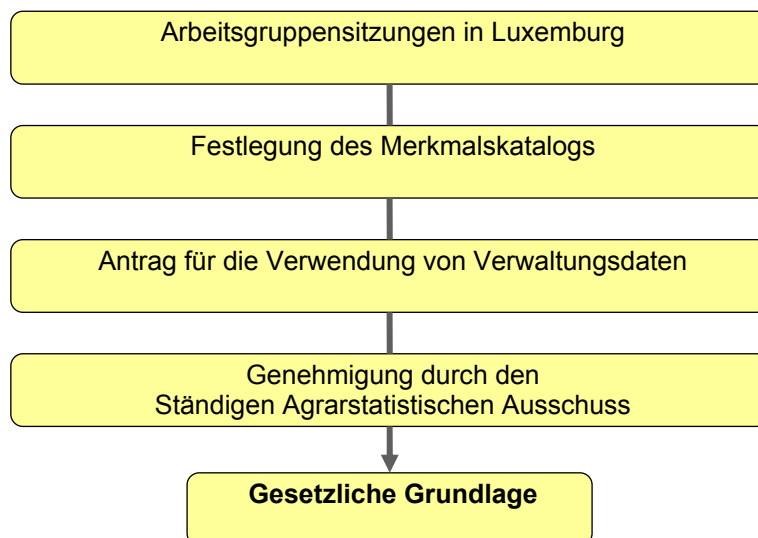 Arbeitsgruppensitzungen in Luxemburg
Festlegung des Merkmalskatalogs
Antrag für die Verwendung von Verwaltungsdaten
Genehmigung durch den
Ständigen Agrarstatistischen Ausschuss
Gesetzliche Grundlage